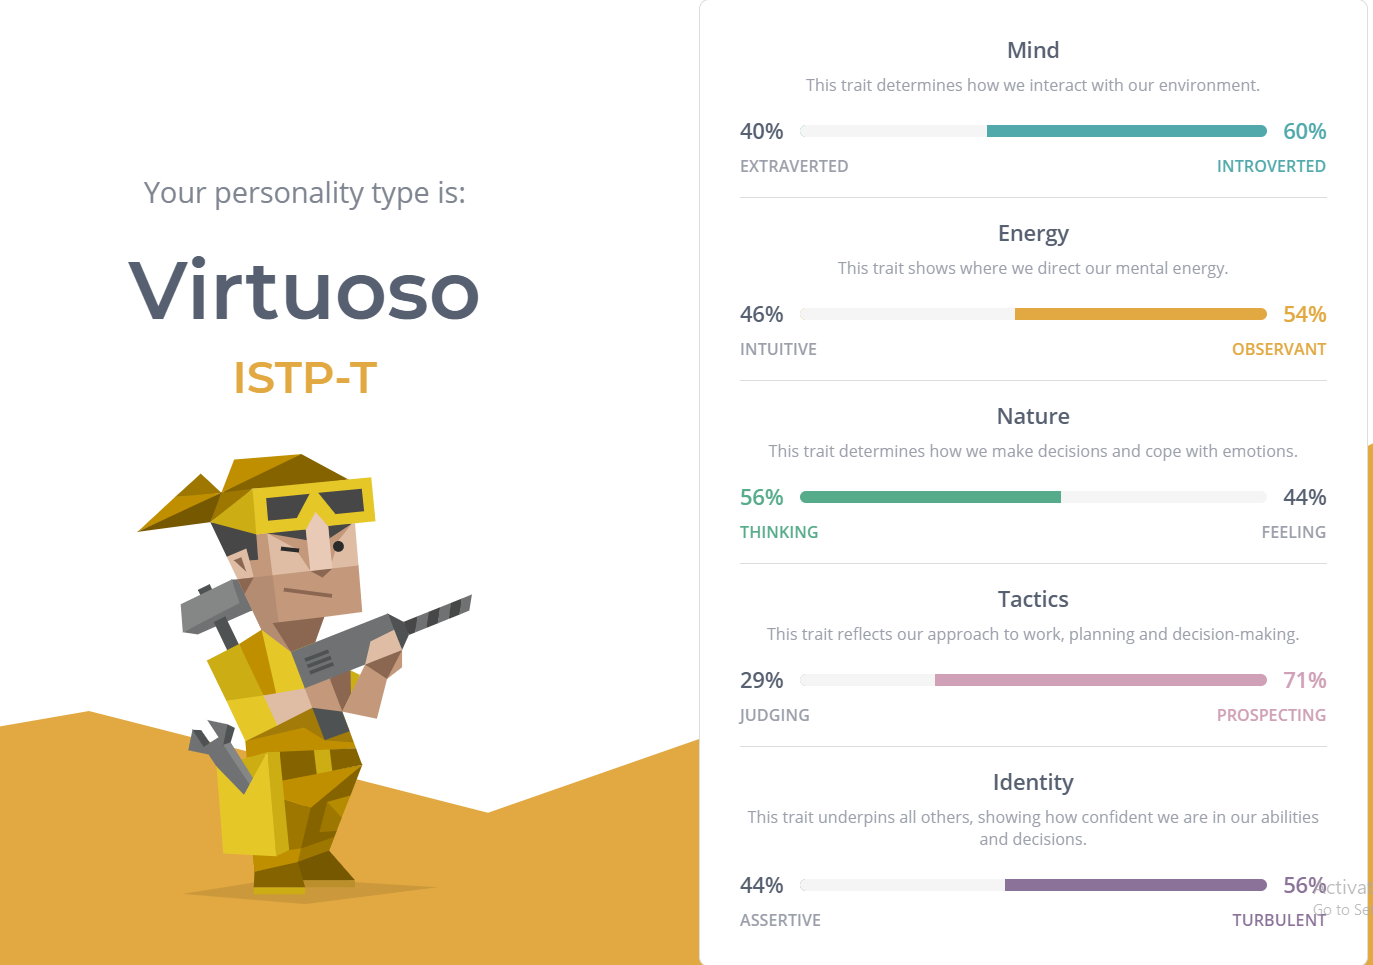 Your personality type is:
Virtuoso
ISTP-T
Mind
This trait determines how we interact with our environment.
40% 60%
EXTRAVERTED INTROVERTED
Energy
This trait shows where we direct our mental energy.
46% 54%
INTUITIVE OBSERVANT
Nature
This trait determines how we make decisions and cope with emotions.
56% 44%
THINKING FEELING
Tactics
This trait reflects our approach to work, planning and decision-making.
29% 71%
JUDGING PROSPECTING
Identity
This trait underpins all others, showing how confident we are in our abilities
and decisions.
44% 56%
ASSERTIVE TURBULENT
Activa
Go to Se